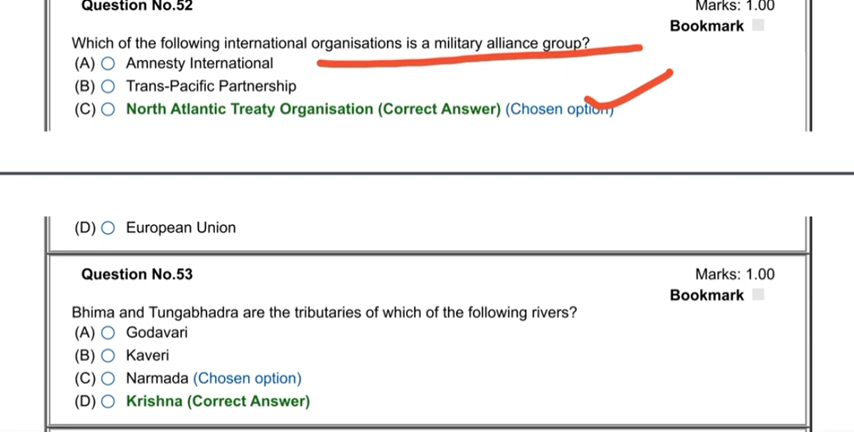 Question No.52
Marks: 1.00
Bookmark
Which of the following international organisations is a military alliance group?
(A) Amnesty International
(B) Trans-Pacific Partnership
(C) North Atlantic Treaty Organisation (Correct Answer) (Chosen option)
(D) European Union
Question No.53
Marks: 1.00
Bookmark
Bhima and Tungabhadra are the tributaries of which of the following rivers?
(A) Godavari
(B) Kaveri
(C) Narmada (Chosen option)
(D) Krishna (Correct Answer)